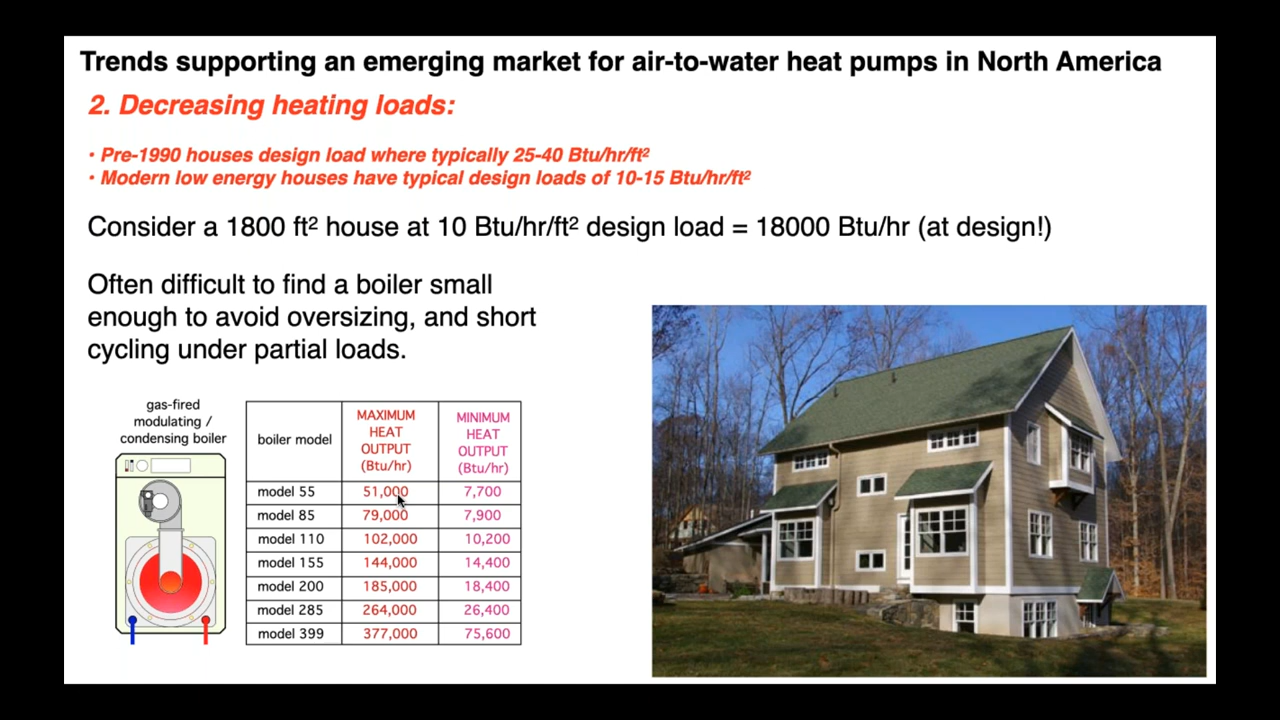 Trends supporting an emerging market for air-to-water heat pumps in North America
2. Decreasing heating loads:
• Pre-1990 houses design load where typically 25-40 Btu/hr/ft²
• Modern low energy houses have typical design loads of 10-15 Btu/hr/ft²
Consider a 1800 ft² house at 10 Btu/hr/ft² design load = 18000 Btu/hr (at design!)
Often difficult to find a boiler small
enough to avoid oversizing, and short
cycling under partial loads.
gas-fired
modulating /
condensing boiler
boiler model
MAXIMUM
HEAT
OUTPUT
(Btu/hr)
MINIMUM
HEAT
OUTPUT
(Btu/hr)
model 55 51,000 7,700
model 85 79,000 7,900
model 110 102,000 10,200
model 155 144,000 14,400
model 200 185,000 18,400
model 285 264,000 26,400
model 399 377,000 75,600